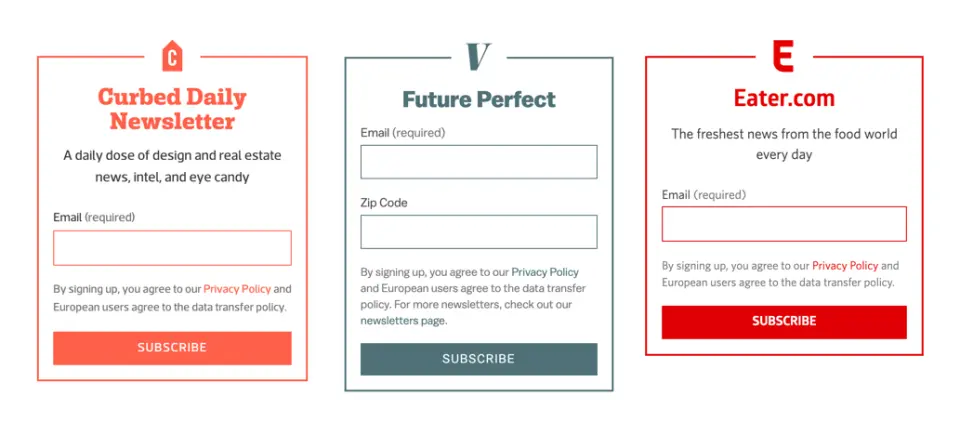 C
Curbed Daily
Newsletter
A daily dose of design and real estate
news, intel, and eye candy
Email (required)
By signing up, you agree to our Privacy Policy and
European users agree to the data transfer policy.
SUBSCRIBE
V
Future Perfect
Email (required)
Zip Code
By signing up, you agree to our Privacy Policy
and European users agree to the data transfer
policy. For more newsletters, check out our
newsletters page.
SUBSCRIBE
E
Eater.com
The freshest news from the food world
every day
Email (required)
By signing up, you agree to our Privacy Policy and
European users agree to the data transfer policy.
SUBSCRIBE